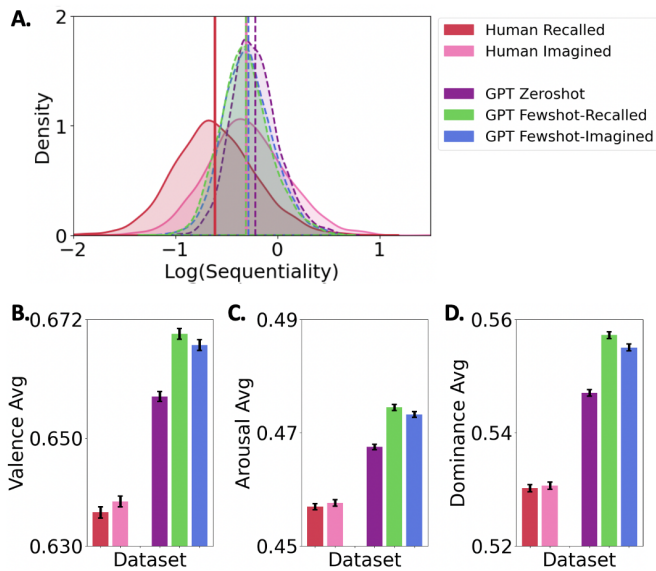 A.
2
1
0
Density
−2
−1
0
1
Log(Sequentiality)
Human Recalled
Human Imagined
GPT Zeroshot
GPT Fewshot-Recalled
GPT Fewshot-Imagined
B.
0.672
0.650
0.630
Valence Avg
Dataset
C.
0.49
0.47
0.45
Arousal Avg
Dataset
D.
0.56
0.54
0.52
Dominance Avg
Dataset